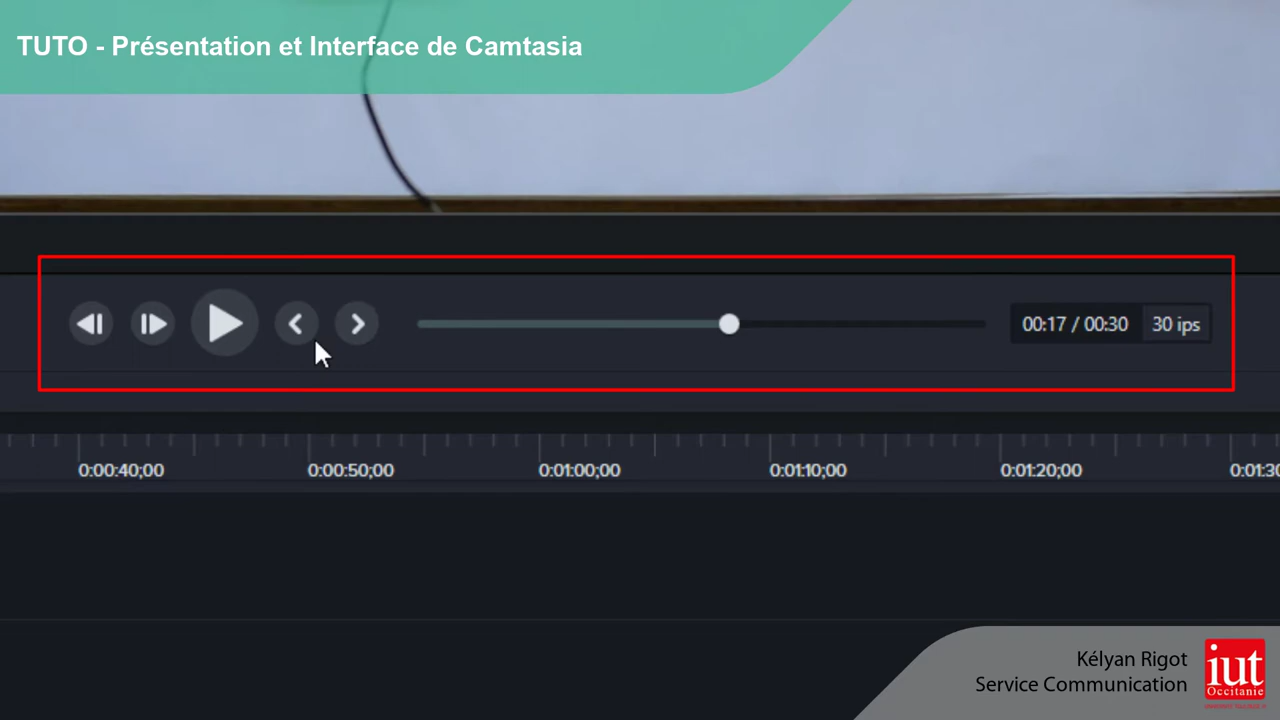 TUTO - Présentation et Interface de Camtasia
00:17 / 00:30 30 ips
0:00:40;00 0:00:50;00 0:01:00;00 0:01:10;00 0:01:20;00 0:01:30
Kélyan Rigot
Service Communication
iut
Occitanie